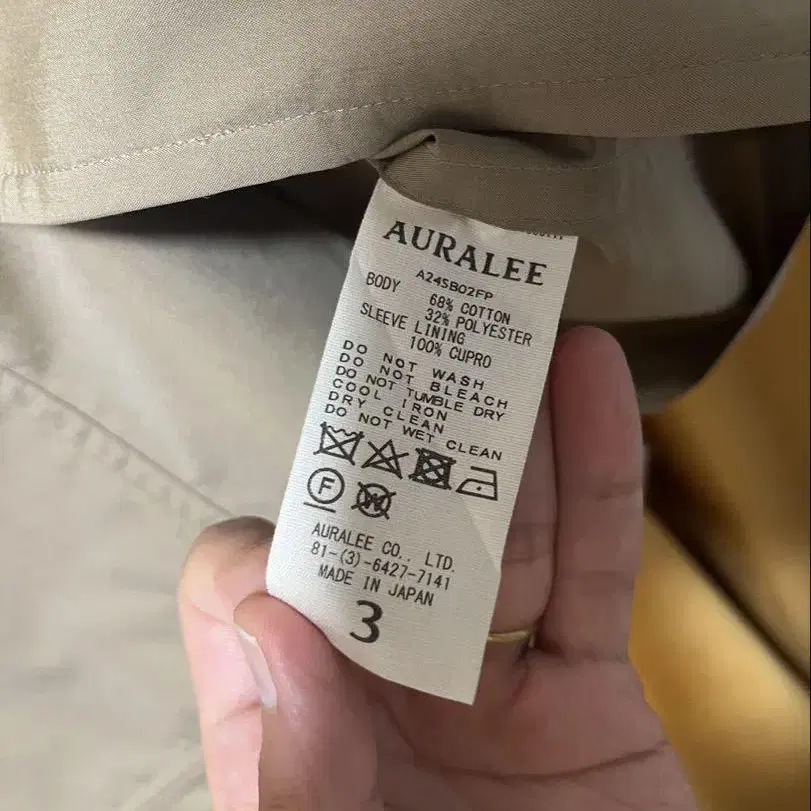 AURALEE
A24SB02FP
BODY 68% COTTON
32% POLYESTER
SLEEVE LINING
100% CUPRO
DO NOT WASH
DO NOT BLEACH
DO NOT TUMBLE DRY
COOL IRON
DRY CLEAN
DO NOT WET CLEAN
F W
AURALEE CO., LTD.
81-(3)-6427-7141
MADE IN JAPAN
3